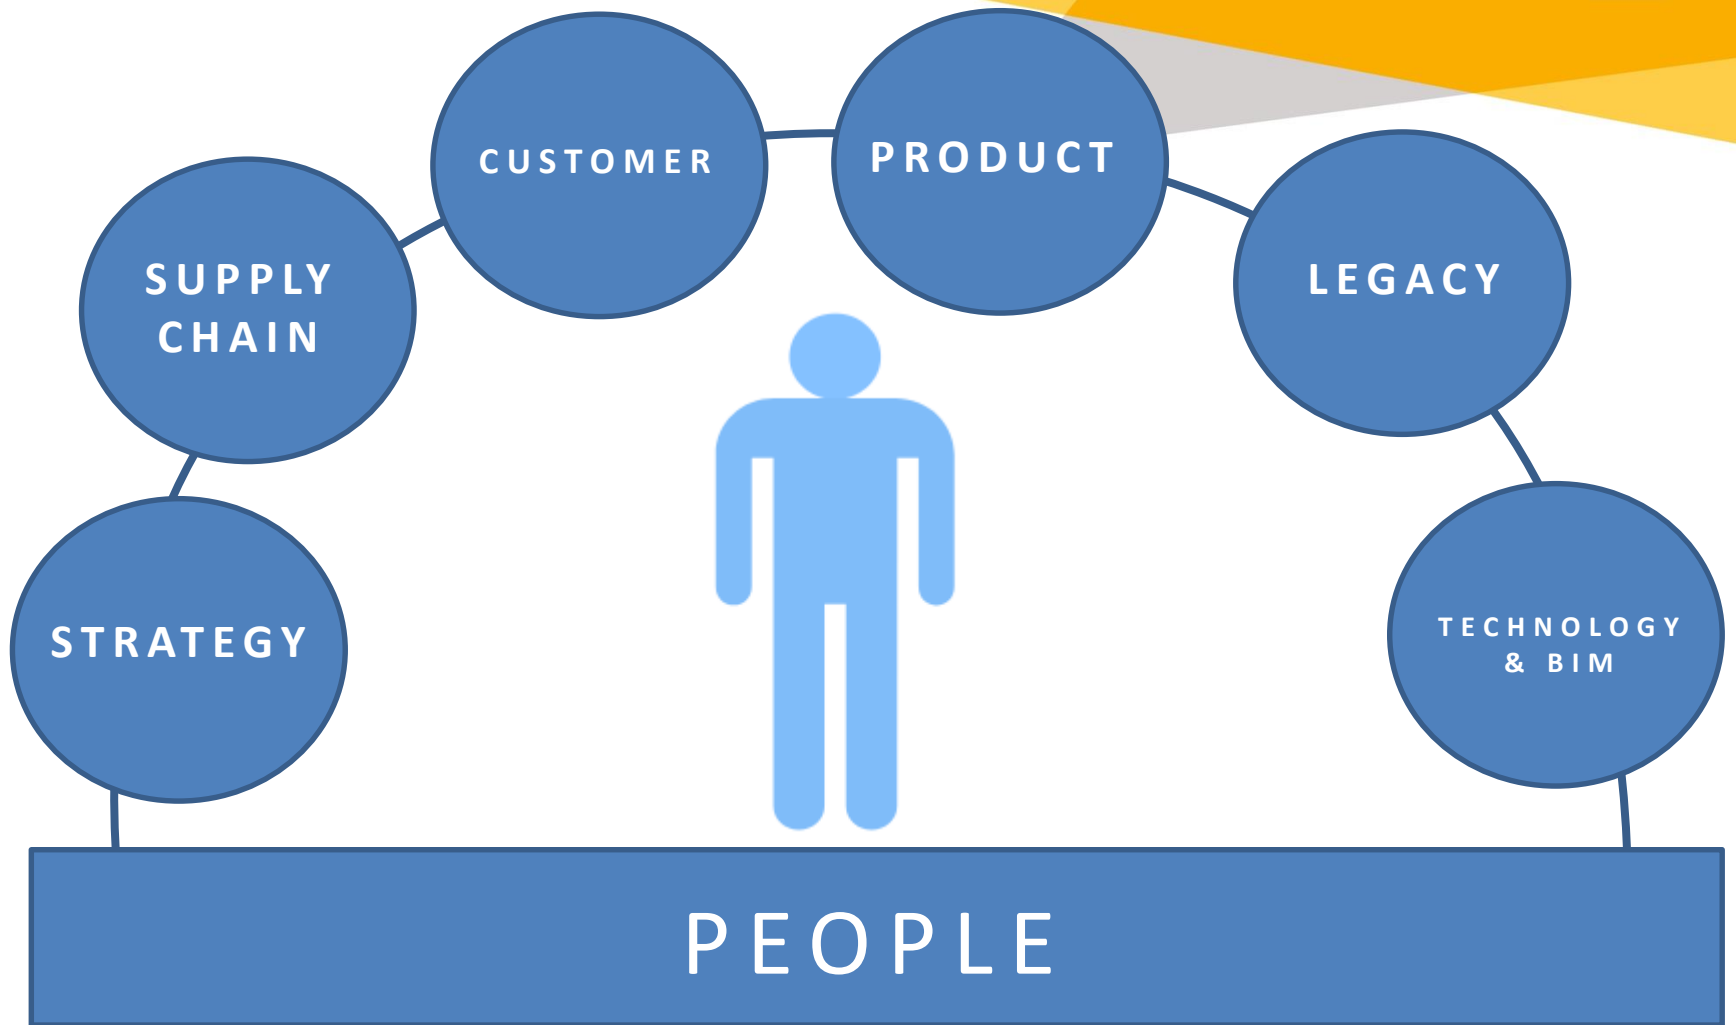 CUSTOMER
PRODUCT
SUPPLY
CHAIN
LEGACY
STRATEGY
TECHNOLOGY
& BIM
PEOPLE